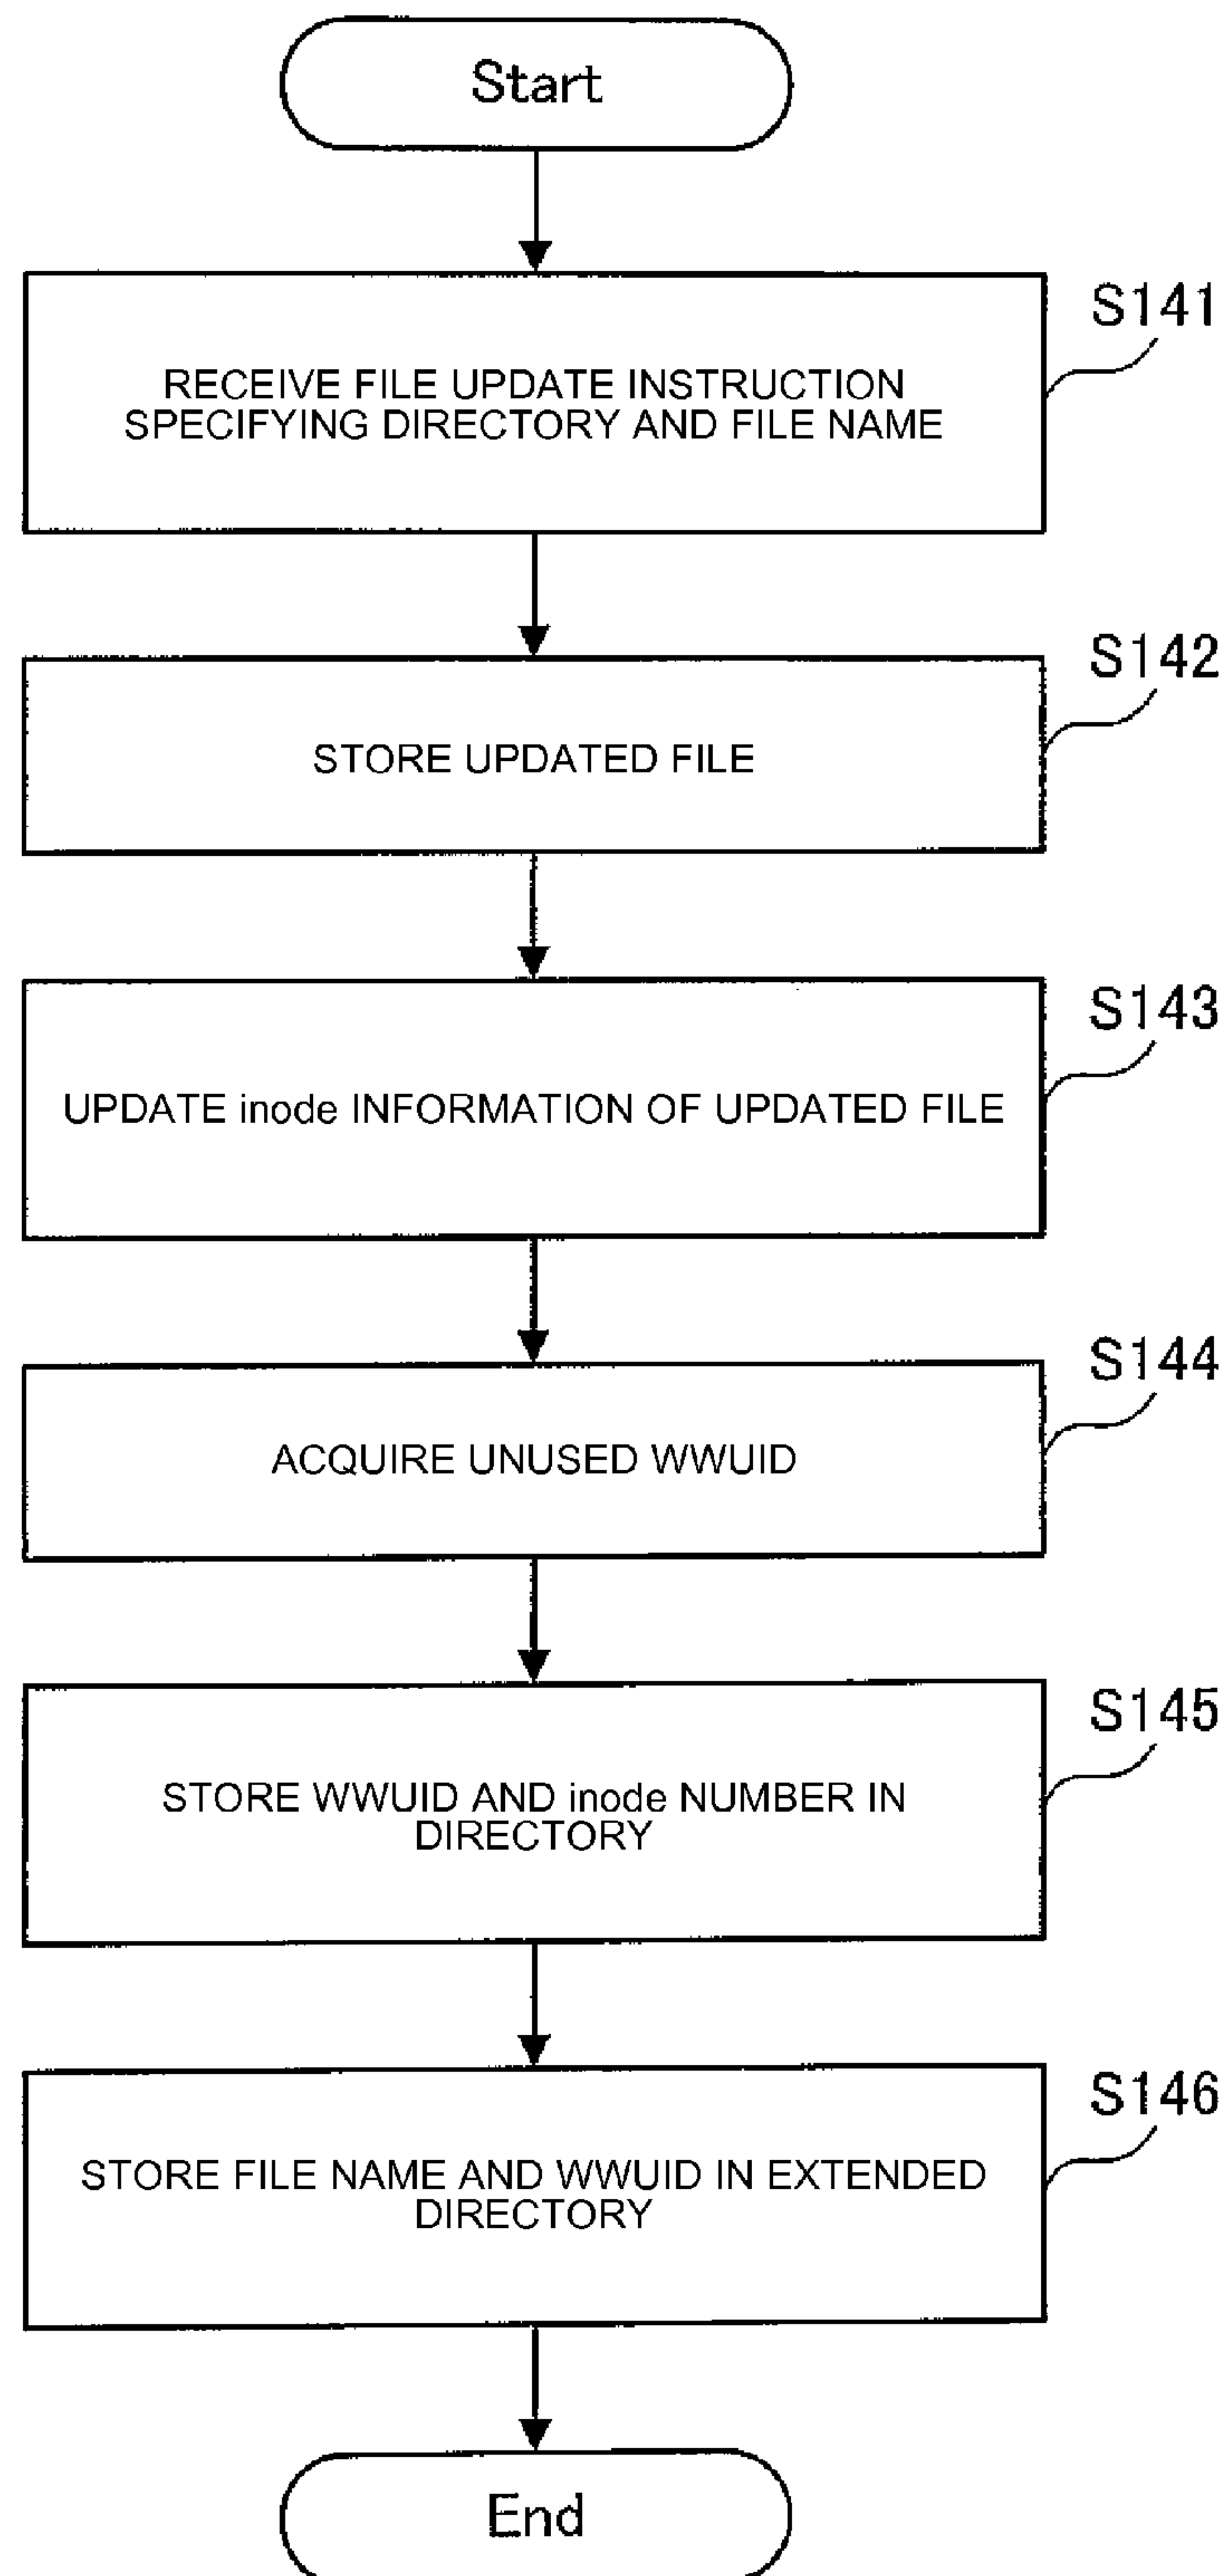 Start
S141
RECEIVE FILE UPDATE INSTRUCTION
SPECIFYING DIRECTORY AND FILE NAME
S142
STORE UPDATED FILE
S143
UPDATE inode INFORMATION OF UPDATED FILE
S144
ACQUIRE UNUSED WWUID
S145
STORE WWUID AND inode NUMBER IN
DIRECTORY
S146
STORE FILE NAME AND WWUID IN EXTENDED
DIRECTORY
End